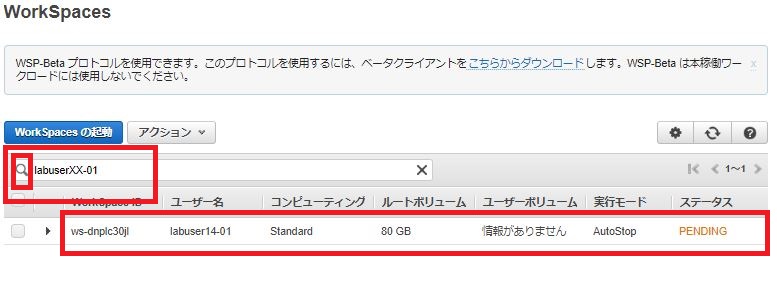 WorkSpaces
WSP-Beta プロトコルを使用できます。このプロトコルを使用するには、ベータクライアントをこちらからダウンロードします。WSP-Beta は本稼働ワー
クロードには使用しないでください。
x
WorkSpaces の起動 アクション
labuserXX-01 1~1
WorkSpace ID ユーザー名 コンピューティング ルートボリューム ユーザーボリューム 実行モード ステータス
ws-dnplc30jl labuser14-01 Standard 80 GB 情報がありません AutoStop PENDING